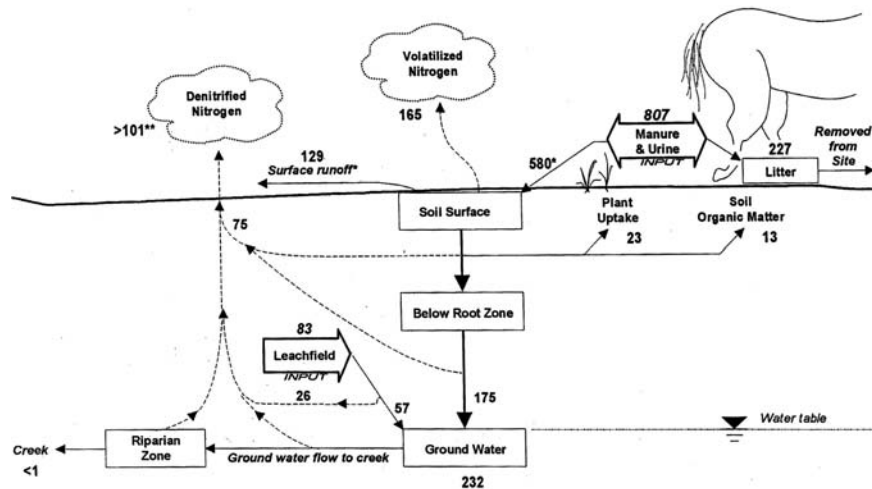 Volatilized
Nitrogen
165
Denitrified
Nitrogen
>101**
807
Manure
& Urine
INPUT
580*
227
Litter
Removed
from
Site
129
Surface runoff*
Soil Surface
Plant
Uptake
23
Soil
Organic Matter
13
75
Below Root Zone
83
Leachfield
INPUT
26
57
175
Water table
Creek
<1
Riparian
Zone
Ground water flow to creek
Ground Water
232